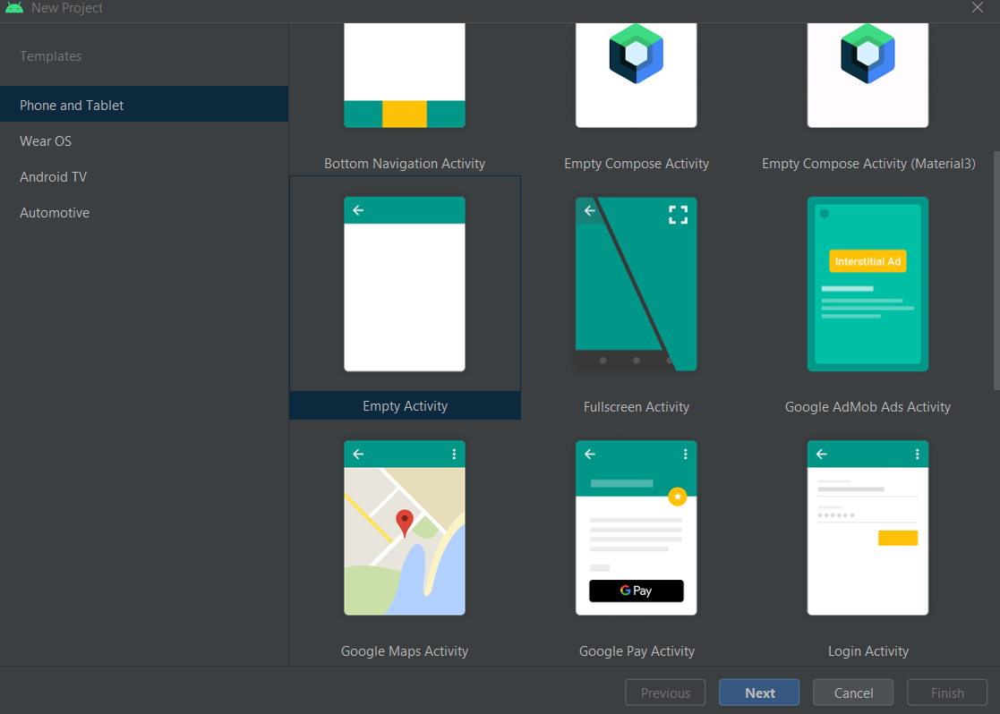 New Project
Templates
Phone and Tablet
Wear OS
Android TV
Automotive
Bottom Navigation Activity
Empty Compose Activity
Empty Compose Activity (Material3)
Interstitial Ad
Empty Activity
Fullscreen Activity
Google AdMob Ads Activity
G Pay
Google Maps Activity
Google Pay Activity
Login Activity
Previous
Next
Cancel
Finish